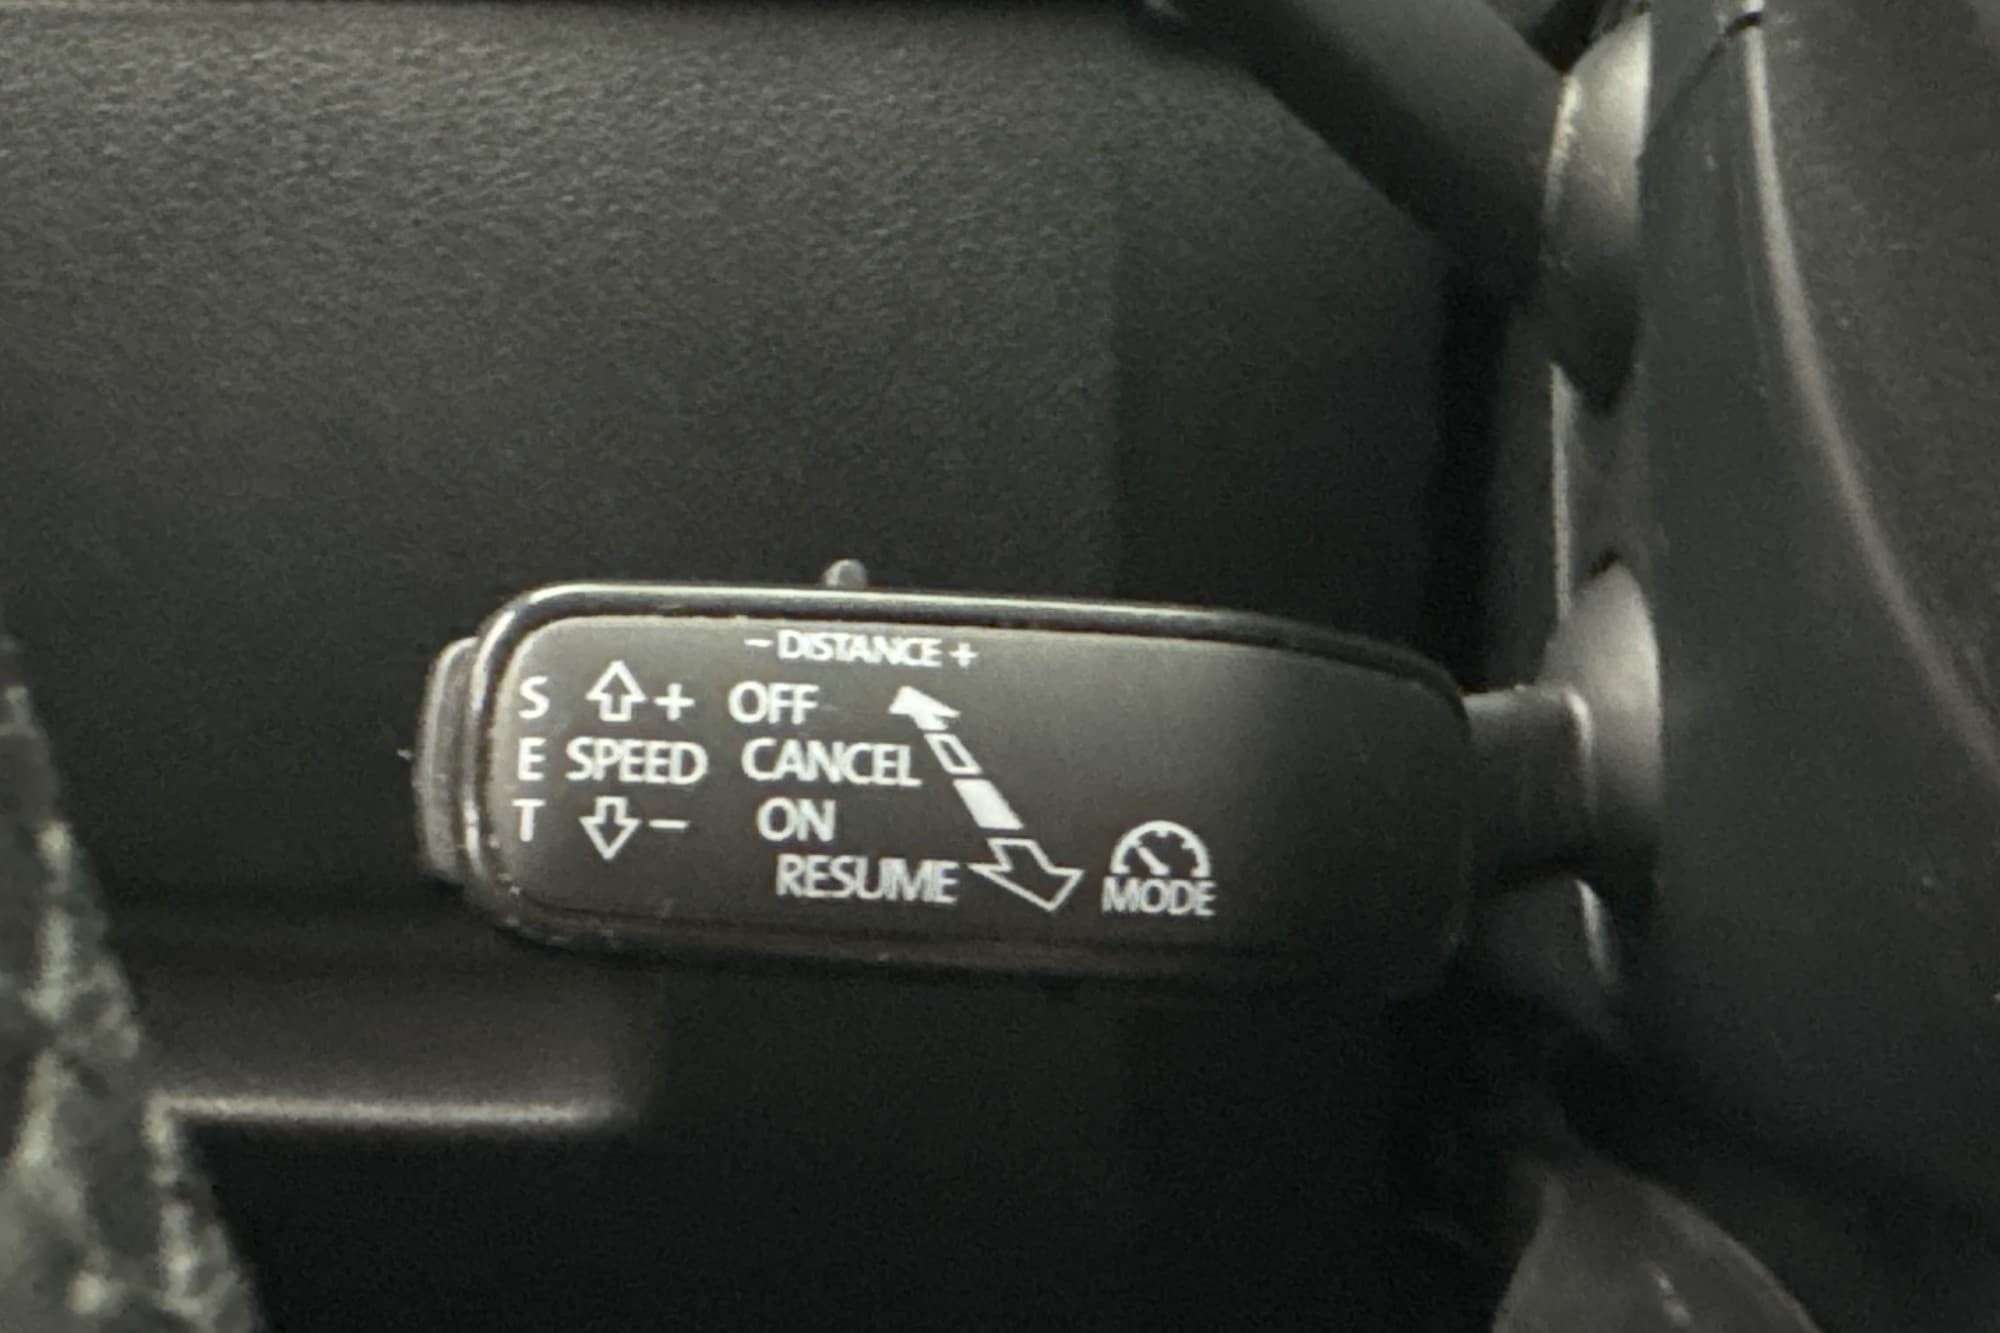 - DISTANCE +
S + OFF
E SPEED CANCEL
T - ON
RESUME
MODE